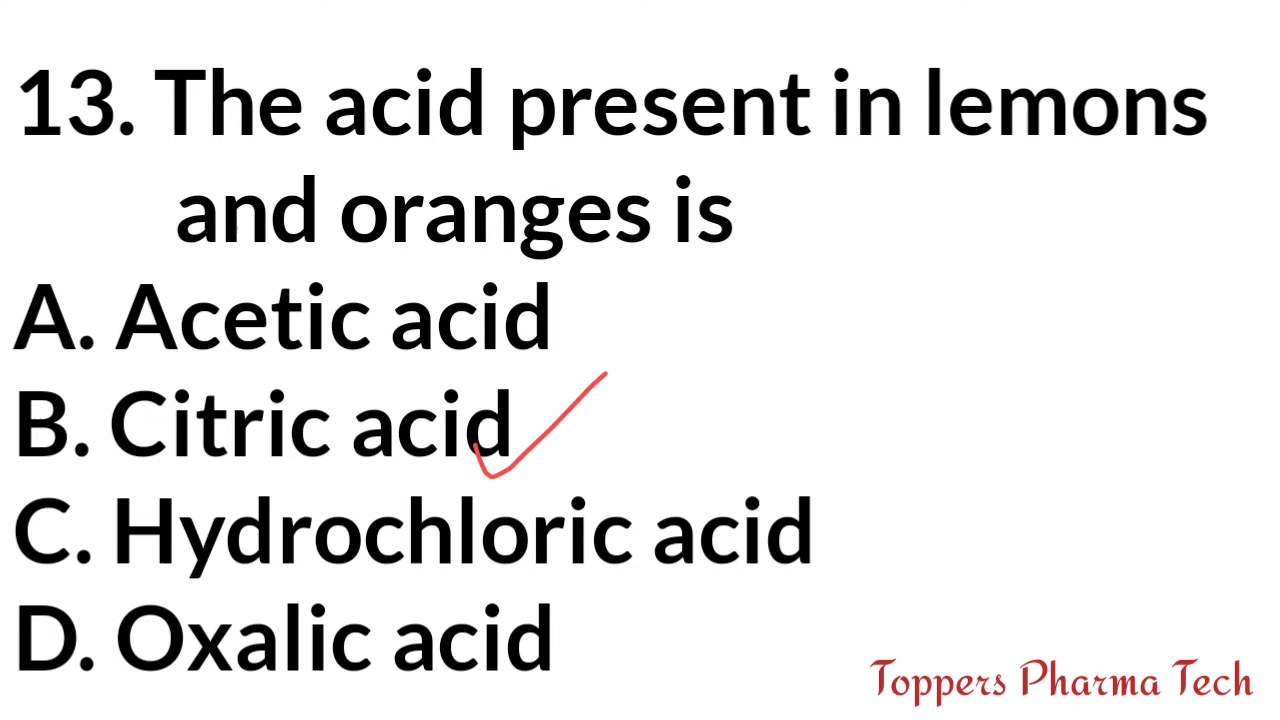 13. The acid present in lemons
and oranges is
A. Acetic acid
B. Citric acid
C. Hydrochloric acid
D. Oxalic acid
Toppers Pharma Tech